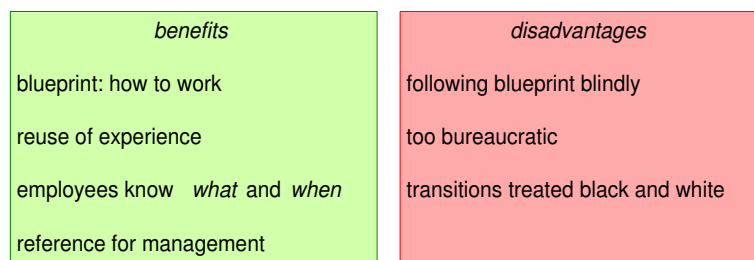 benefits
blueprint: how to work
reuse of experience
employees know what and when
reference for management
disadvantages
following blueprint blindly
too bureaucratic
transitions treated black and white